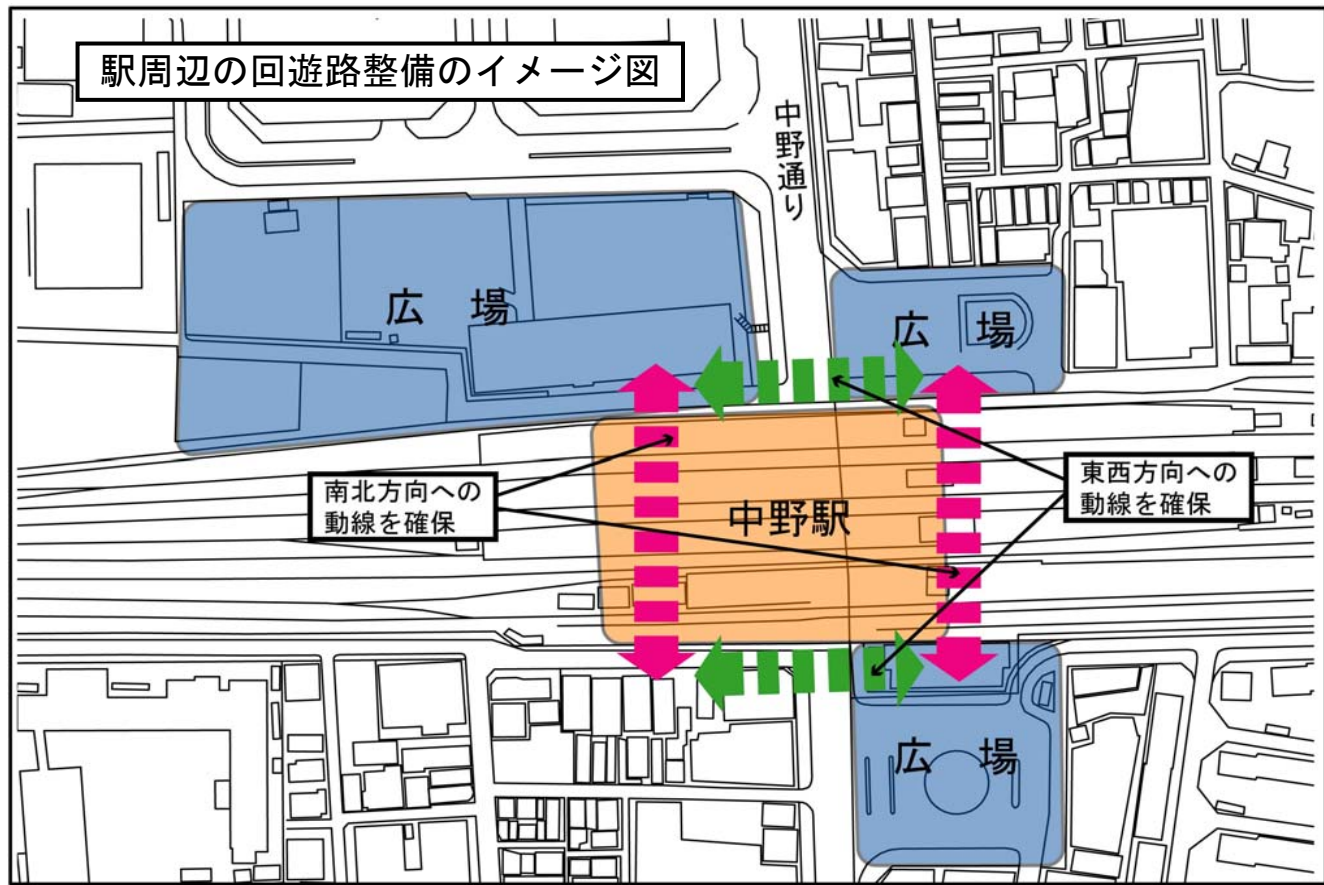 駅周辺の回遊路整備のイメージ図
中野通り
広　場
広　場
南北方向への
動線を確保
中野駅
東西方向への
動線を確保
広　場